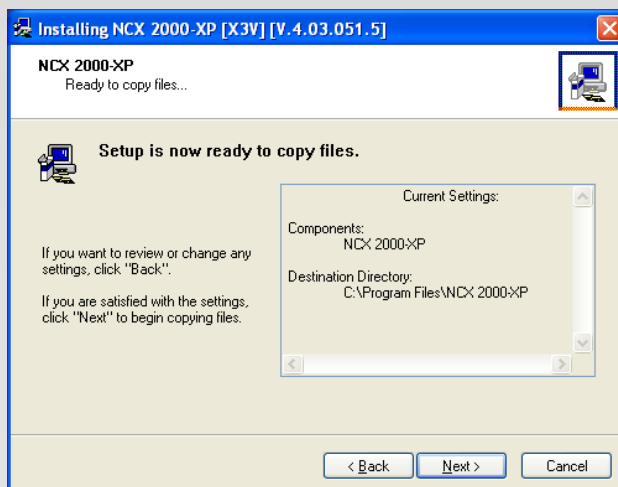 Installing NCX 2000-XP [X3V] [V.4.03.051.5]
NCX 2000-XP
Ready to copy files...
Setup is now ready to copy files.
If you want to review or change any
settings, click "Back".
If you are satisfied with the settings,
click "Next" to begin copying files.
Current Settings:
Components:
NCX 2000-XP
Destination Directory:
C:\Program Files\NCX 2000-XP
< Back
Next >
Cancel